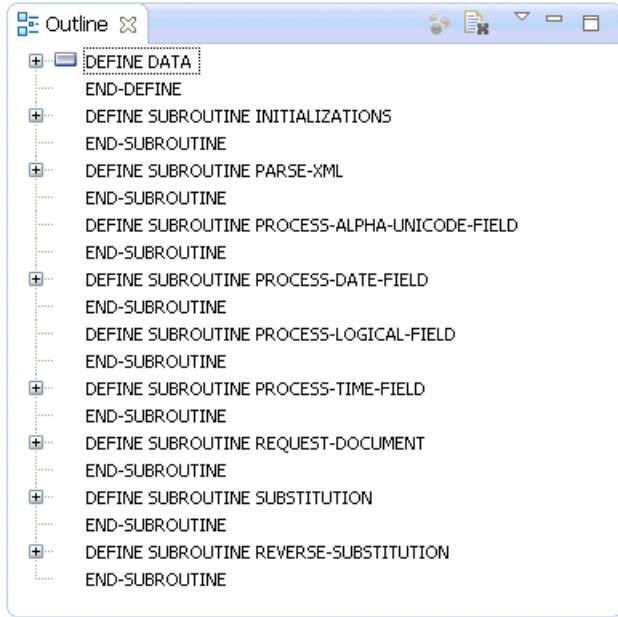 Outline
DEFINE DATA
END-DEFINE
DEFINE SUBROUTINE INITIALIZATIONS
END-SUBROUTINE
DEFINE SUBROUTINE PARSE-XML
END-SUBROUTINE
DEFINE SUBROUTINE PROCESS-ALPHA-UNICODE-FIELD
END-SUBROUTINE
DEFINE SUBROUTINE PROCESS-DATE-FIELD
END-SUBROUTINE
DEFINE SUBROUTINE PROCESS-LOGICAL-FIELD
END-SUBROUTINE
DEFINE SUBROUTINE PROCESS-TIME-FIELD
END-SUBROUTINE
DEFINE SUBROUTINE REQUEST-DOCUMENT
END-SUBROUTINE
DEFINE SUBROUTINE SUBSTITUTION
END-SUBROUTINE
DEFINE SUBROUTINE REVERSE-SUBSTITUTION
END-SUBROUTINE